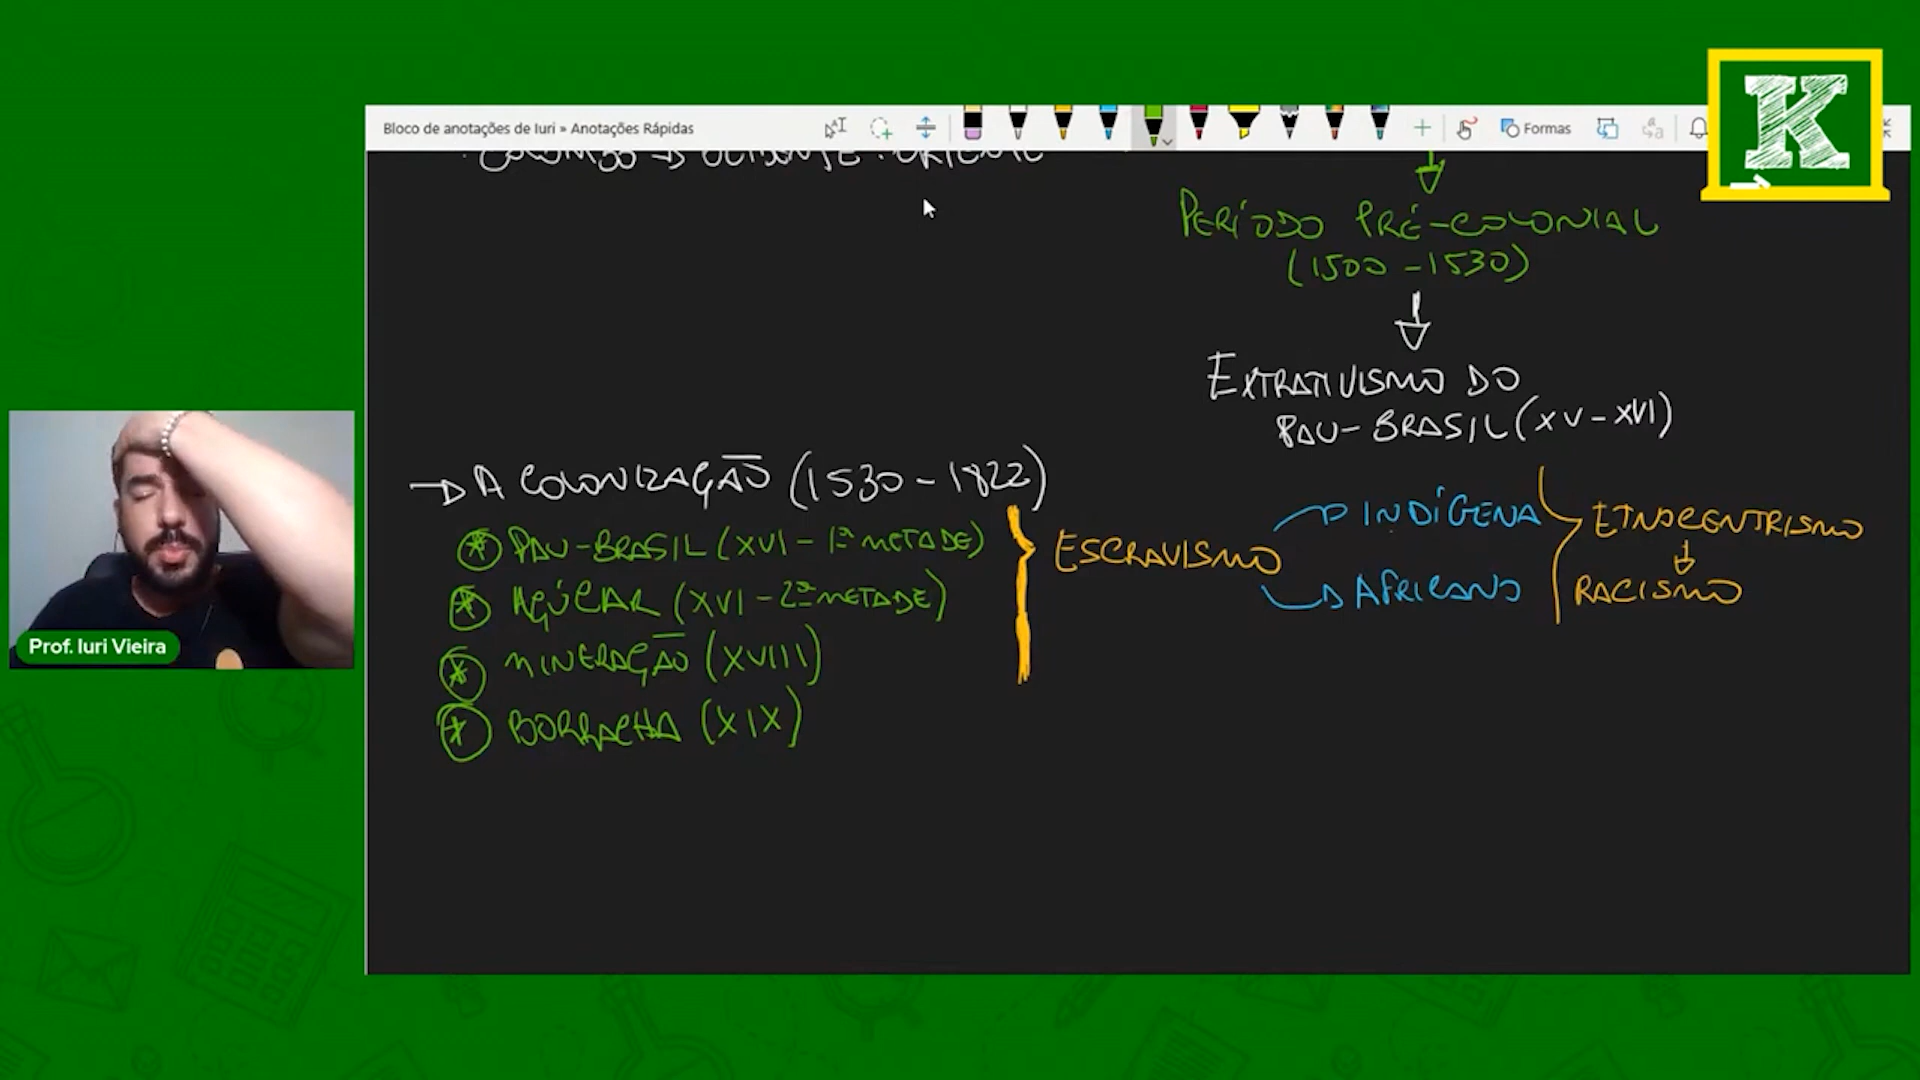 K
Bloco de anotações de Iuri » Anotações Rápidas
Formas
PERÍODO PRÉ-COLONIAL
(1500 - 1530)
EXTRATIVISMO DO
PAU-BRASIL (XV - XVI)
A COLONIZAÇÃO (1530 - 1822)
PAU-BRASIL (XVI - 1ª METADE)
AÇÚCAR (XVI - 2ª METADE)
MINERAÇÃO (XVIII)
BORRACHA (XIX)
ESCRAVISMO
INDÍGENA
AFRICANO
ETNOCENTRISMO
RACISMO
Prof. Iuri Vieira